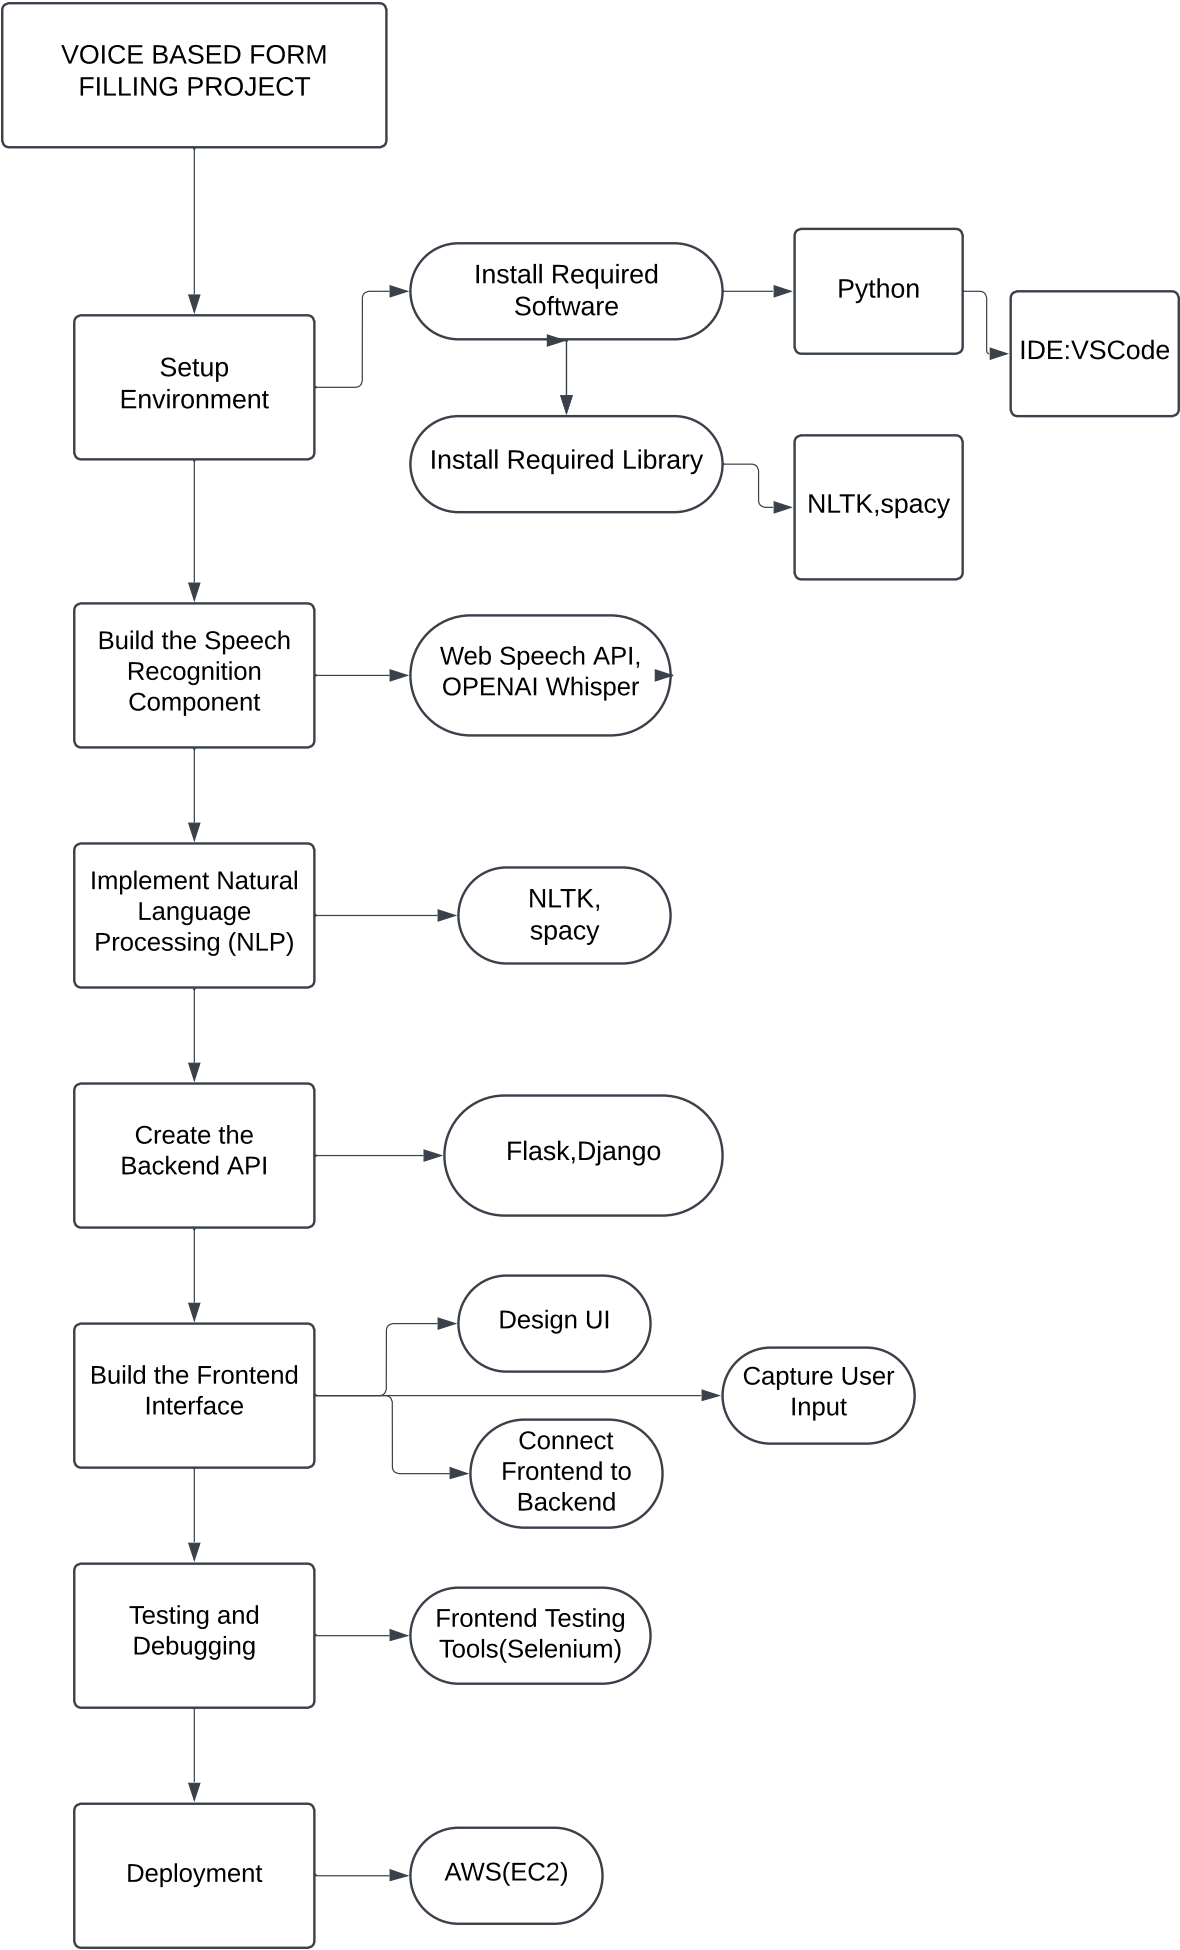 VOICE BASED FORM
FILLING PROJECT
Setup
Environment
Install Required
Software
Python
IDE:VSCode
Install Required Library
NLTK,spacy
Build the Speech
Recognition
Component
Web Speech API,
OPENAI Whisper
Implement Natural
Language
Processing (NLP)
NLTK,
spacy
Create the
Backend API
Flask,Django
Build the Frontend
Interface
Design UI
Capture User
Input
Connect
Frontend to
Backend
Testing and
Debugging
Frontend Testing
Tools(Selenium)
Deployment
AWS(EC2)